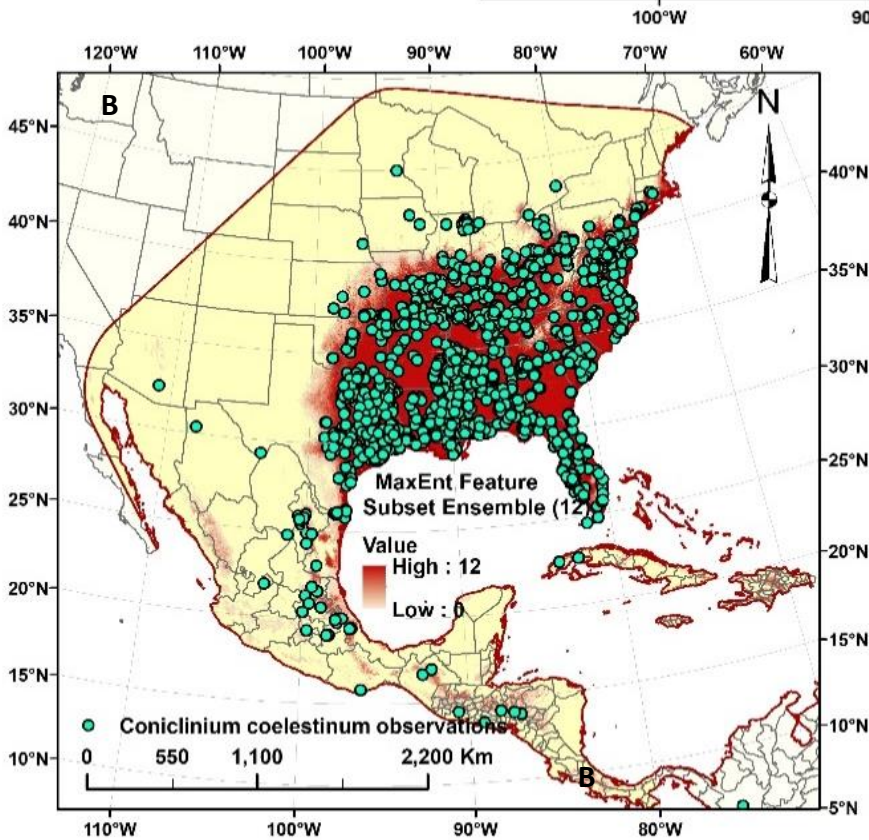 100°W 90
120°W 110°W 100°W 90°W 80°W 70°W 60°W
B
N
45°N
40°N
40°N
35°N
35°N
30°N
30°N
25°N
25°N
20°N
20°N
15°N
15°N
10°N
10°N
5°N
MaxEnt Feature
Subset Ensemble (12)
Value
High : 12
Low : 0
Coniclinium coelestinum observations
0 550 1,100 2,200 Km
B
110°W 100°W 90°W 80°W